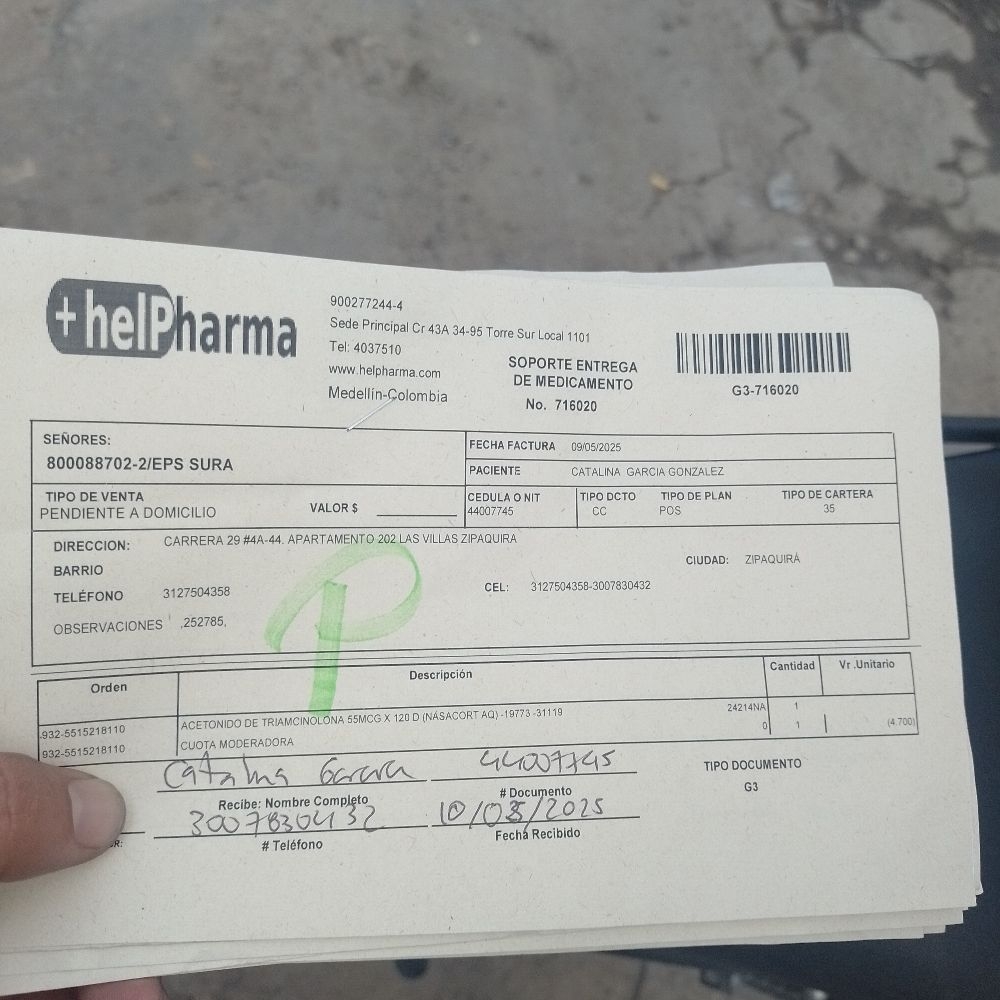 +helPharma
900277244-4
Sede Principal Cr 43A 34-95 Torre Sur Local 1101
Tel: 4037510
www.helpharma.com
Medellín-Colombia
SOPORTE ENTREGA
DE MEDICAMENTO
No. 716020
G3-716020
SEÑORES:
800088702-2/EPS SURA
FECHA FACTURA 09/05/2025
PACIENTE CATALINA GARCIA GONZALEZ
TIPO DE VENTA
PENDIENTE A DOMICILIO
VALOR $
CEDULA O NIT
44007745
TIPO DCTO
CC
TIPO DE PLAN
POS
TIPO DE CARTERA
35
DIRECCION: CARRERA 29 #4A-44. APARTAMENTO 202 LAS VILLAS ZIPAQUIRA
BARRIO
CIUDAD: ZIPAQUIRÁ
TELÉFONO 3127504358
CEL: 3127504358-3007830432
OBSERVACIONES ,252785,
P
Orden Descripción Cantidad Vr .Unitario
.932-5515218110 ACETONIDO DE TRIAMCINOLONA 55MCG X 120 D (NASACORT AQ) -19773 -31119 24214NA 1
932-5515218110 CUOTA MODERADORA 0 1 (4.700)
Catalina Garcia 44007745
Recibe: Nombre Completo # Documento
3007830432 10/05/2025
# Teléfono Fecha Recibido
TIPO DOCUMENTO
G3